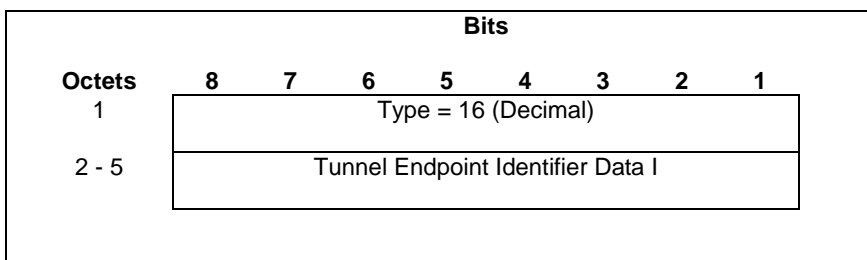 Bits
Octets 8 7 6 5 4 3 2 1
1 Type = 16 (Decimal)
2 - 5 Tunnel Endpoint Identifier Data I